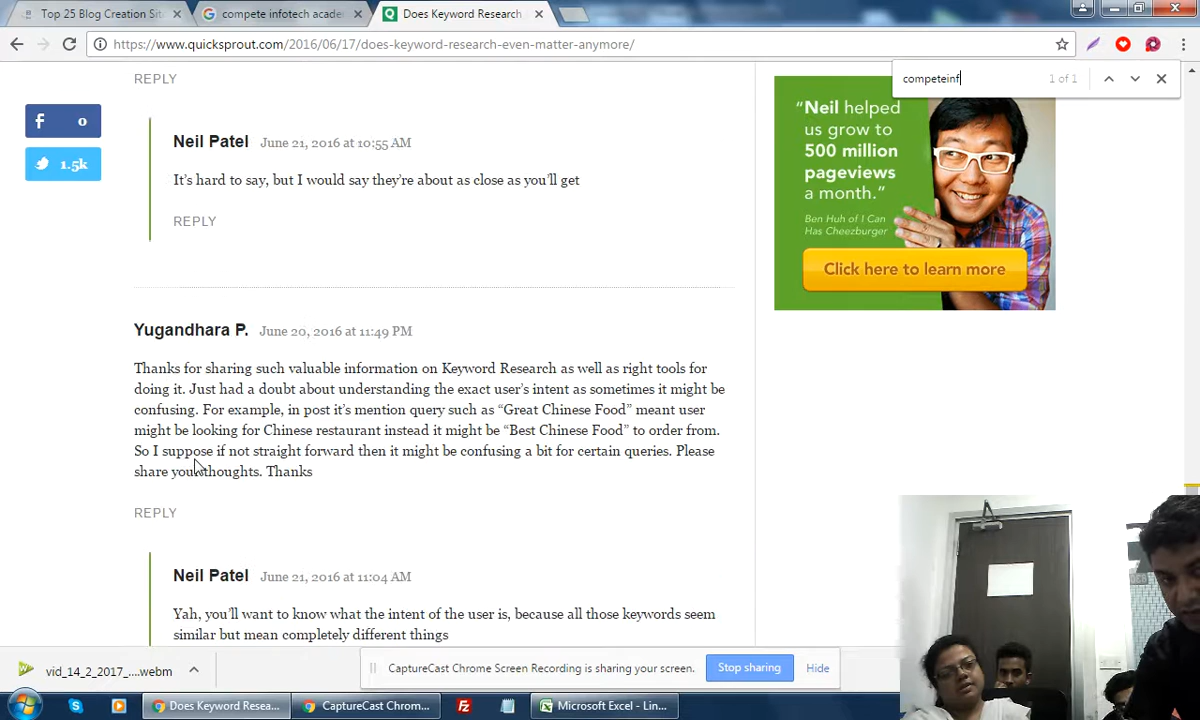 Top 25 Blog Creation Sit
compete infotech acade
Does Keyword Research
https://www.quicksprout.com/2016/06/17/does-keyword-research-even-matter-anymore/
competeinf
1 of 1
REPLY
f 0
1.5k
Neil Patel June 21, 2016 at 10:55 AM
It's hard to say, but I would say they're about as close as you'll get
REPLY
Yugandhara P. June 20, 2016 at 11:49 PM
Thanks for sharing such valuable information on Keyword Research as well as right tools for
doing it. Just had a doubt about understanding the exact user's intent as sometimes it might be
confusing. For example, in post it's mention query such as “Great Chinese Food” meant user
might be looking for Chinese restaurant instead it might be “Best Chinese Food” to order from.
So I suppose if not straight forward then it might be confusing a bit for certain queries. Please
share your thoughts. Thanks
REPLY
Neil Patel June 21, 2016 at 11:04 AM
Yah, you'll want to know what the intent of the user is, because all those keywords seem
similar but mean completely different things
“Neil helped
us grow to
500 million
pageviews
a month.”
Ben Huh of I Can
Has Cheezburger
Click here to learn more
vid_14_2_2017_....webm
CaptureCast Chrome Screen Recording is sharing your screen.
Stop sharing
Hide
Does Keyword Resea...
CaptureCast Chrom...
Microsoft Excel - Lin...